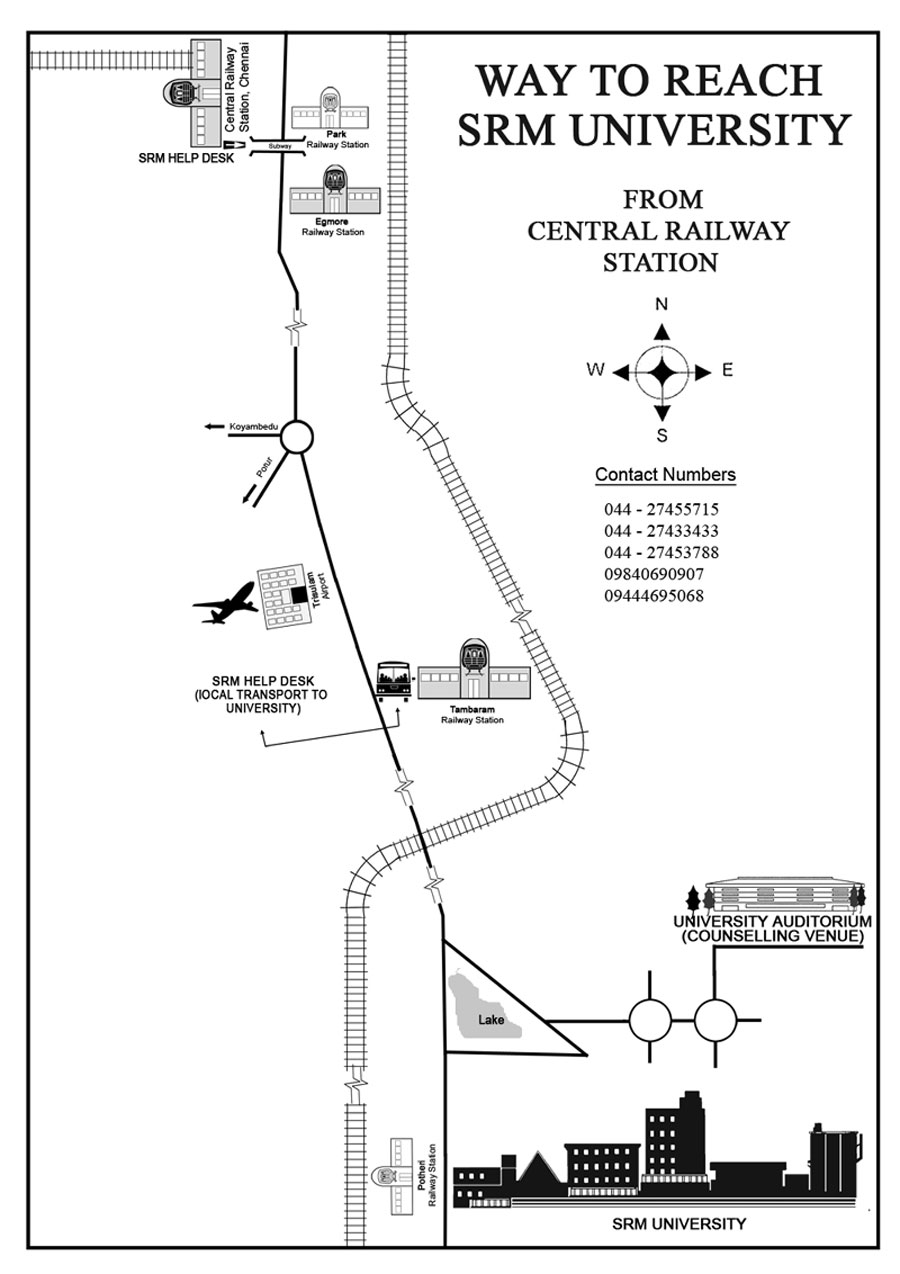 WAY TO REACH
SRM UNIVERSITY
FROM
CENTRAL RAILWAY
STATION
Central Railway
Station, Chennai
SRM HELP DESK
Subway
Park
Railway Station
Egmore
Railway Station
N
W
E
S
Koyambedu
Porur
Contact Numbers
044 - 27455715
044 - 27433433
044 - 27453788
09840690907
09444695068
Trisulam
Airport
SRM HELP DESK
(lOCAL TRANSPORT TO
UNIVERSITY)
Tambaram
Railway Station
UNIVERSITY AUDITORIUM
(COUNSELLING VENUE)
Lake
Potheri
Railway Station
SRM UNIVERSITY